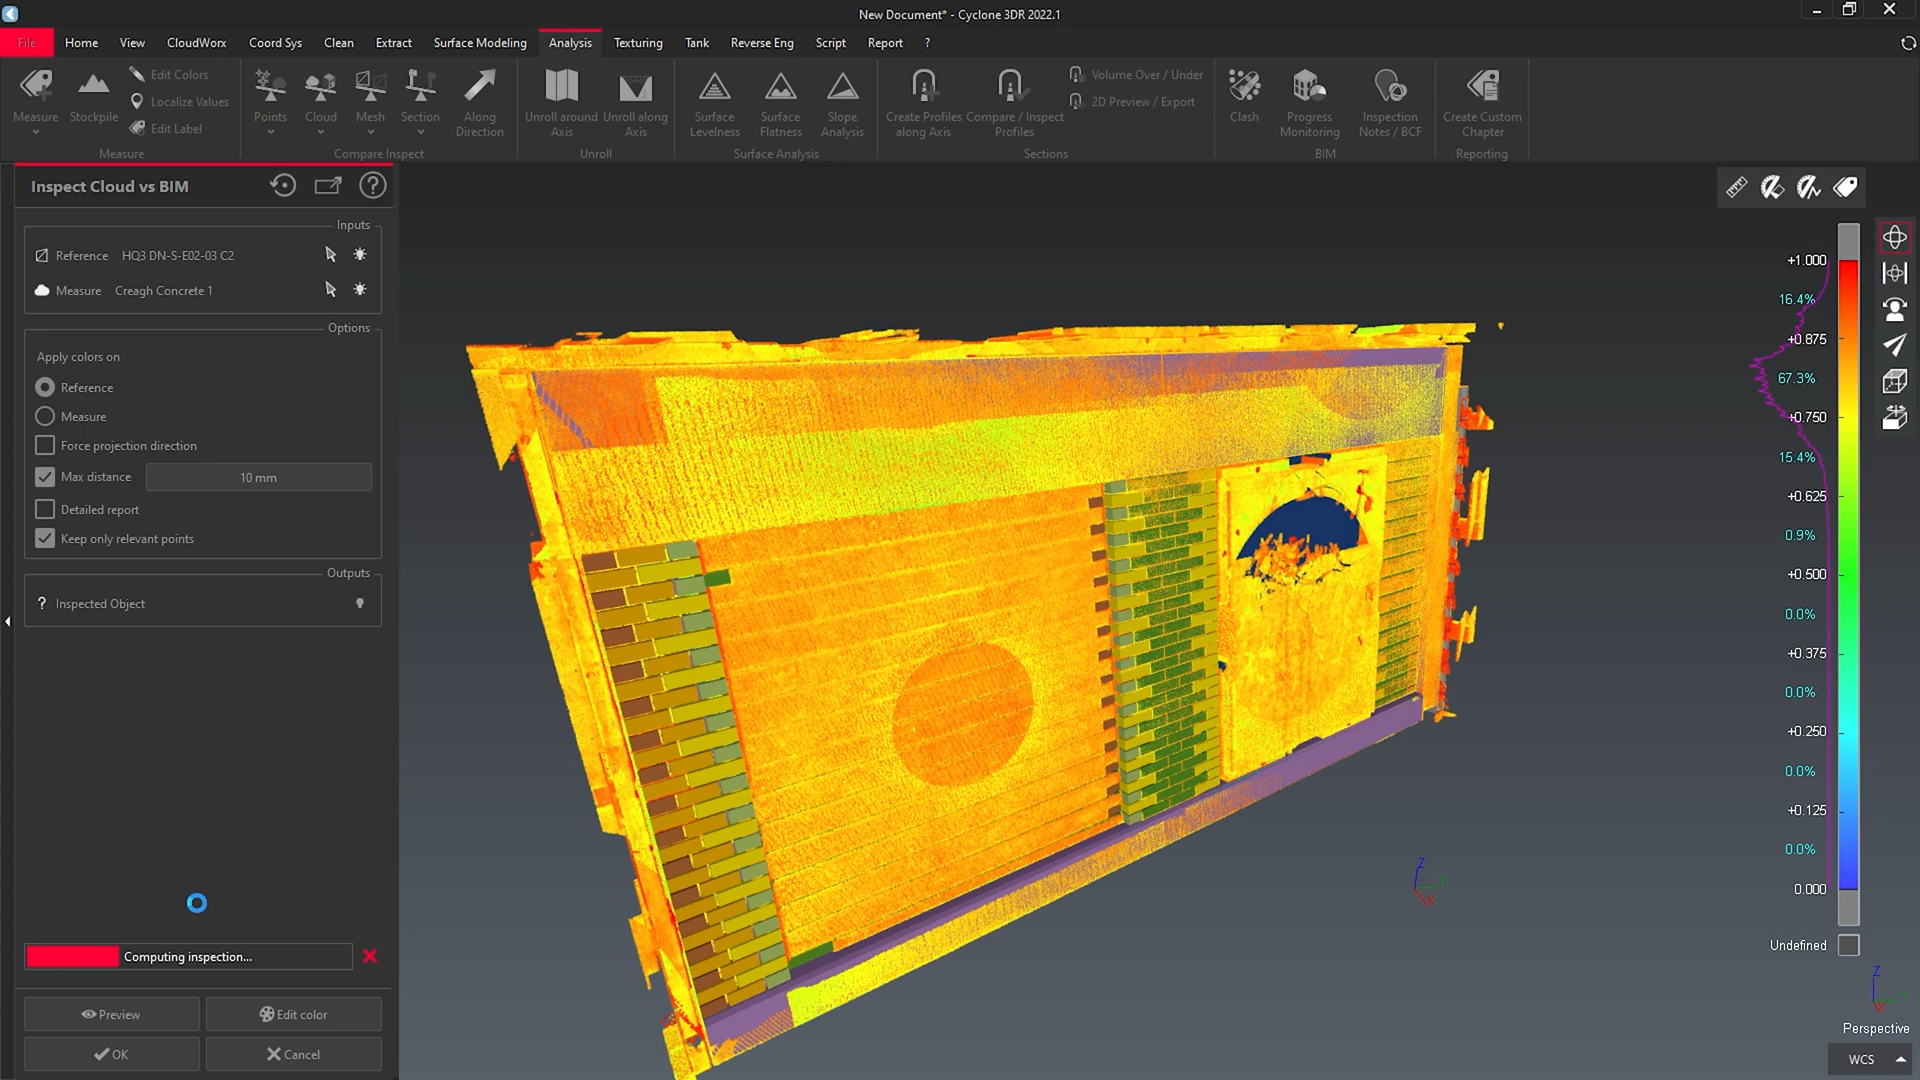 New Document* - Cyclone 3DR 2022.1
File Home View CloudWorx Coord Sys Clean Extract Surface Modeling Analysis Texturing Tank Reverse Eng Script Report ?
Measure
Stockpile
Edit Colors
Localize Values
Edit Label
Measure
Points
Cloud
Mesh
Section
Along
Direction
Compare Inspect
Unroll around
Axis
Unroll along
Axis
Unroll
Surface
Levelness
Surface
Flatness
Slope
Analysis
Surface Analysis
Create Profiles
along Axis
Compare / Inspect
Profiles
Volume Over / Under
2D Preview / Export
Sections
Clash
Progress
Monitoring
Inspection
Notes / BCF
BIM
Create Custom
Chapter
Reporting
Inspect Cloud vs BIM
Inputs
Reference HQ3 DN-S-E02-03 C2
Measure Creagh Concrete 1
Options
Apply colors on
Reference
Measure
Force projection direction
Max distance 10 mm
Detailed report
Keep only relevant points
Outputs
? Inspected Object
Computing inspection...
Preview
Edit color
OK
Cancel
+1.000
16.4%
+0.875
67.3%
+0.750
15.4%
+0.625
0.9%
+0.500
0.0%
+0.375
0.0%
+0.250
0.0%
+0.125
0.0%
0.000
Undefined
Z
Y
X
Z
Y
X
Perspective
WCS